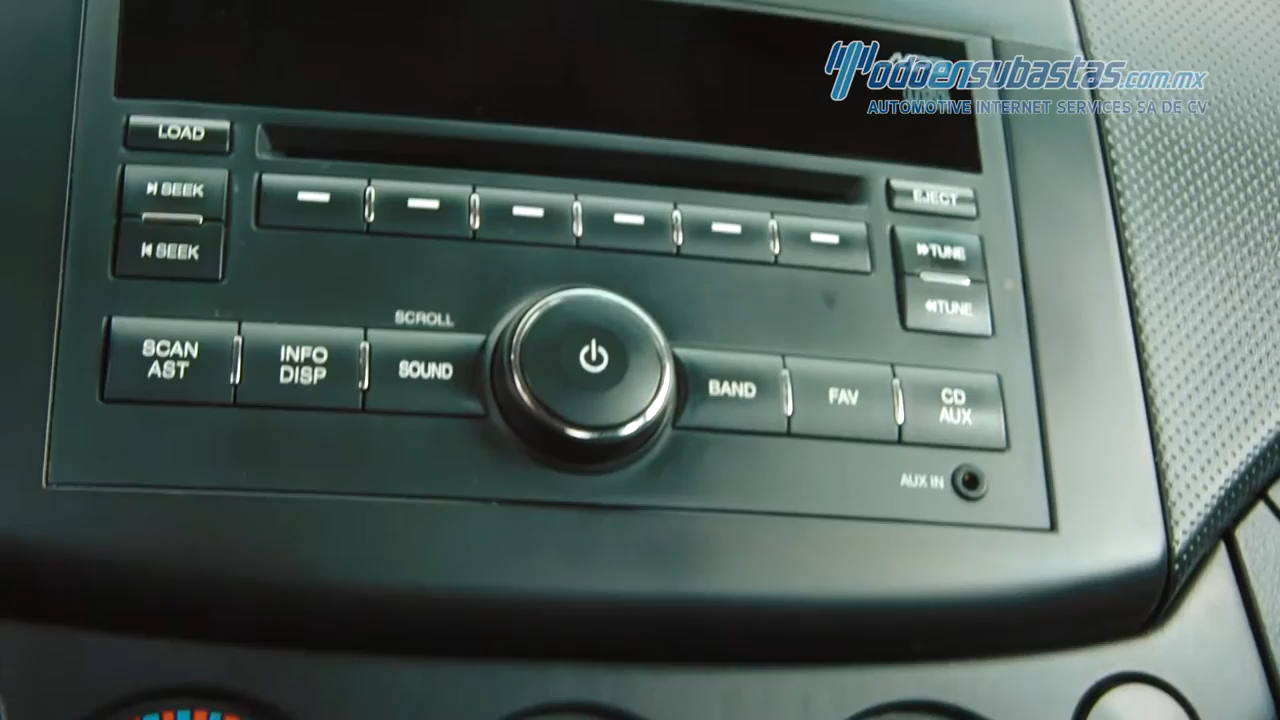 Todoensubastas.com.mx
AUTOMOTIVE INTERNET SERVICES SA DE CV
LOAD
SEEK
SEEK
EJECT
TUNE
TUNE
SCAN
AST
INFO
DISP
SCROLL
SOUND
BAND
FAV
CD
AUX
AUX IN